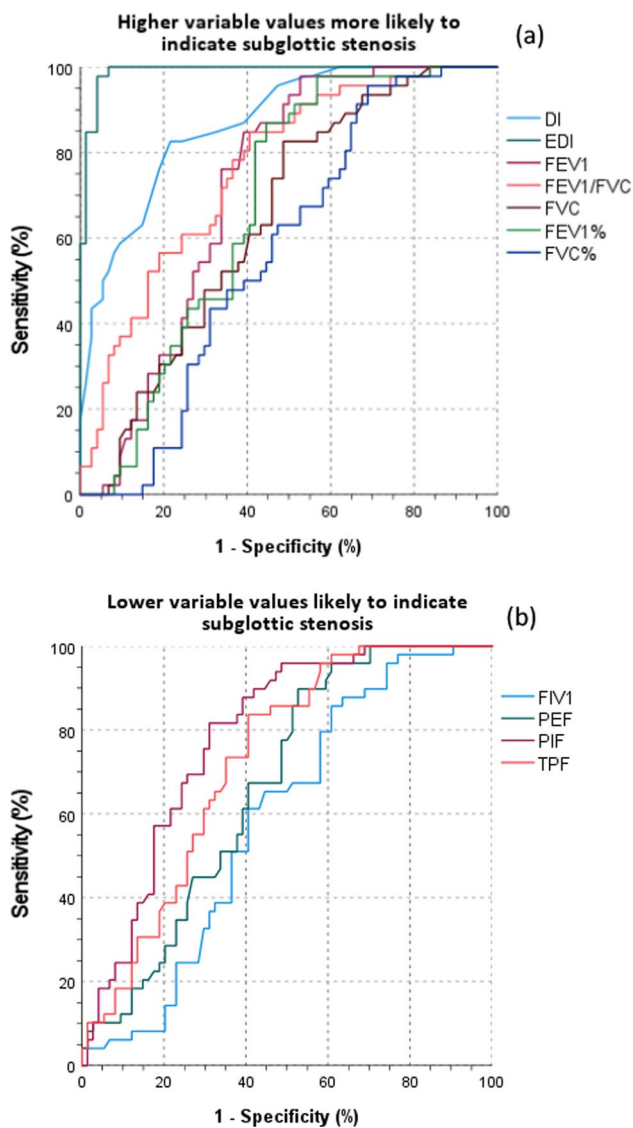 Higher variable values more likely to
indicate subglottic stenosis
(a)
100
80
60
40
20
0
Sensitivity (%)
0 20 40 60 80 100
1 - Specificity (%)
DI
EDI
FEV1
FEV1/FVC
FVC
FEV1%
FVC%
Lower variable values likely to indicate
subglottic stenosis
(b)
100
80
60
40
20
0
Sensitivity (%)
0 20 40 60 80 100
1 - Specificity (%)
FIV1
PEF
PIF
TPF